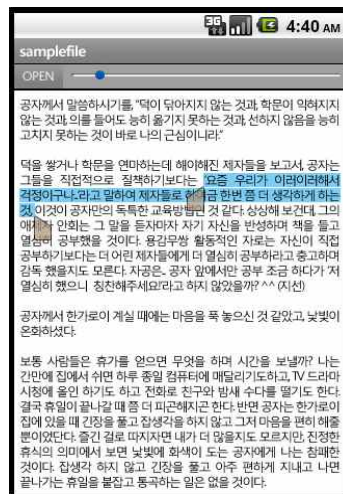 3G 4:40 AM
samplefile
OPEN
공자께서 말씀하시기를, "덕이 닦아지지 않는 것과, 학문이 익혀지지
않는 것과, 의를 들어도 능히 옮기지 못하는 것과, 선하지 않음을 능히
고치지 못하는 것이 바로 나의 근심이니라."
덕을 쌓거나 학문을 연마하는데 해이해진 제자들을 보고서, 공자는
그들을 직접적으로 질책하기보다는 요즘 우리가 이러이러해서
걱정이구나..라고 말하여 제자들로 하금 한번 쯤 더 생각하게 하는
것, 이것이 공자만의 독특한 교육방법인 것 같다. 상상해 보건대, 그의
안회는 그 말을 듣자마자 자기 자신을 반성하며 책을 들고
열심히 공부했을 것이다. 용감무쌍 활동적인 자로는 자신이 직접
공부하기보다는 더 어린 제자들에게 더 열심히 공부하라고 충고하며
감독 했을지도 모른다. 자공은.. 공자 앞에서만 공부 조금 하다가 '저
열심히 했으니 칭찬해주세요!'라고 하지 않았을까? ^^ (지선)
공자께서 한가로이 계실 때에는 마음을 푹 놓으신 것 같았고, 낯빛이
온화하셨다.
보통 사람들은 휴가를 얻으면 무엇을 하며 시간을 보낼까? 나는
간만에 집에서 쉬면 하루 종일 컴퓨터에 매달리기도하고, TV 드라마
시청에 올인 하기도 하고 전화로 친구와 밤새 수다를 떨기도 한다.
결국 휴일이 끝나갈 때 쯤 더 피곤해지곤 한다. 반면 공자는 한가로이
집에 있을 때 긴장을 풀고 잡생각을 하지 않고 그저 마음을 편히 해줄
뿐이었단다. 즐긴 걸로 따지자면 내가 더 많을지도 모르지만, 진정한
휴식의 의미에서 보면 낯빛에 화색이 도는 공자에게 나는 참패한
것이다. 잡생각 하지 않고 긴장을 풀고 아주 편하게 지내고 나면
끝나가는 휴일을 붙잡고 통곡하는 일은 없을 것이다.